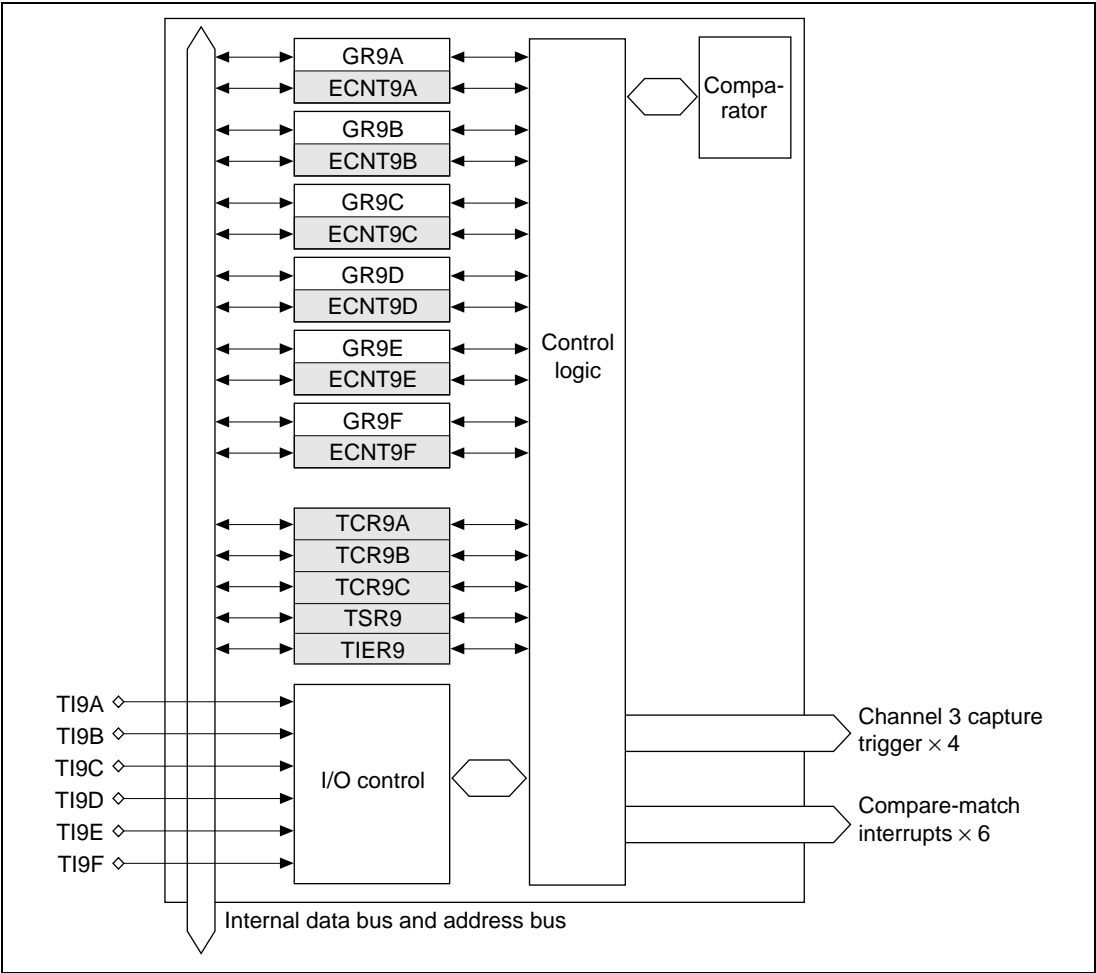 GR9A
ECNT9A
GR9B
ECNT9B
GR9C
ECNT9C
GR9D
ECNT9D
GR9E
ECNT9E
GR9F
ECNT9F
TCR9A
TCR9B
TCR9C
TSR9
TIER9
Control
logic
Compa-
rator
TI9A
TI9B
TI9C
TI9D
TI9E
TI9F
I/O control
Channel 3 capture
trigger × 4
Compare-match
interrupts × 6
Internal data bus and address bus